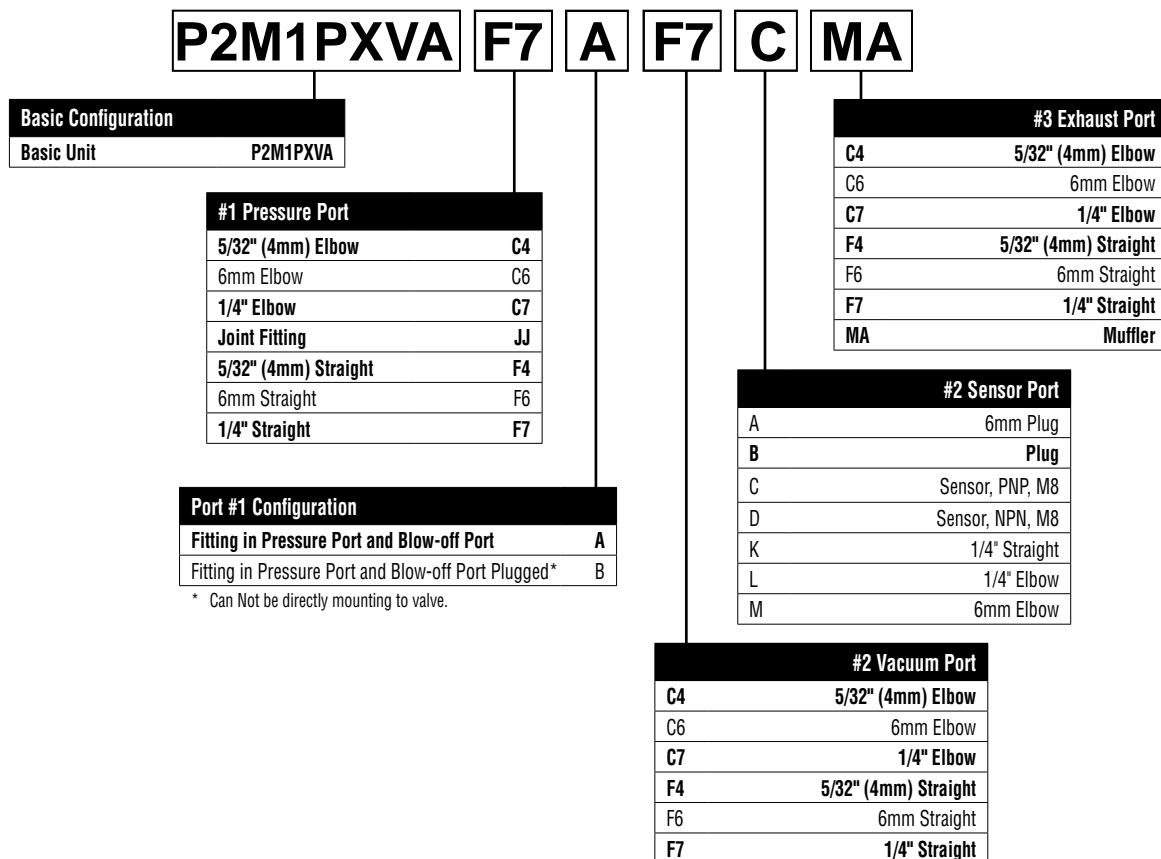 P2M1PXVA F7 A F7 C MA
Basic Configuration
Basic Unit P2M1PXVA
#1 Pressure Port
5/32" (4mm) Elbow C4
6mm Elbow C6
1/4" Elbow C7
Joint Fitting JJ
5/32" (4mm) Straight F4
6mm Straight F6
1/4" Straight F7
Port #1 Configuration
Fitting in Pressure Port and Blow-off Port A
Fitting in Pressure Port and Blow-off Port Plugged* B
* Can Not be directly mounting to valve.
#3 Exhaust Port
C4 5/32" (4mm) Elbow
C6 6mm Elbow
C7 1/4" Elbow
F4 5/32" (4mm) Straight
F6 6mm Straight
F7 1/4" Straight
MA Muffler
#2 Sensor Port
A 6mm Plug
B Plug
C Sensor, PNP, M8
D Sensor, NPN, M8
K 1/4" Straight
L 1/4" Elbow
M 6mm Elbow
#2 Vacuum Port
C4 5/32" (4mm) Elbow
C6 6mm Elbow
C7 1/4" Elbow
F4 5/32" (4mm) Straight
F6 6mm Straight
F7 1/4" Straight